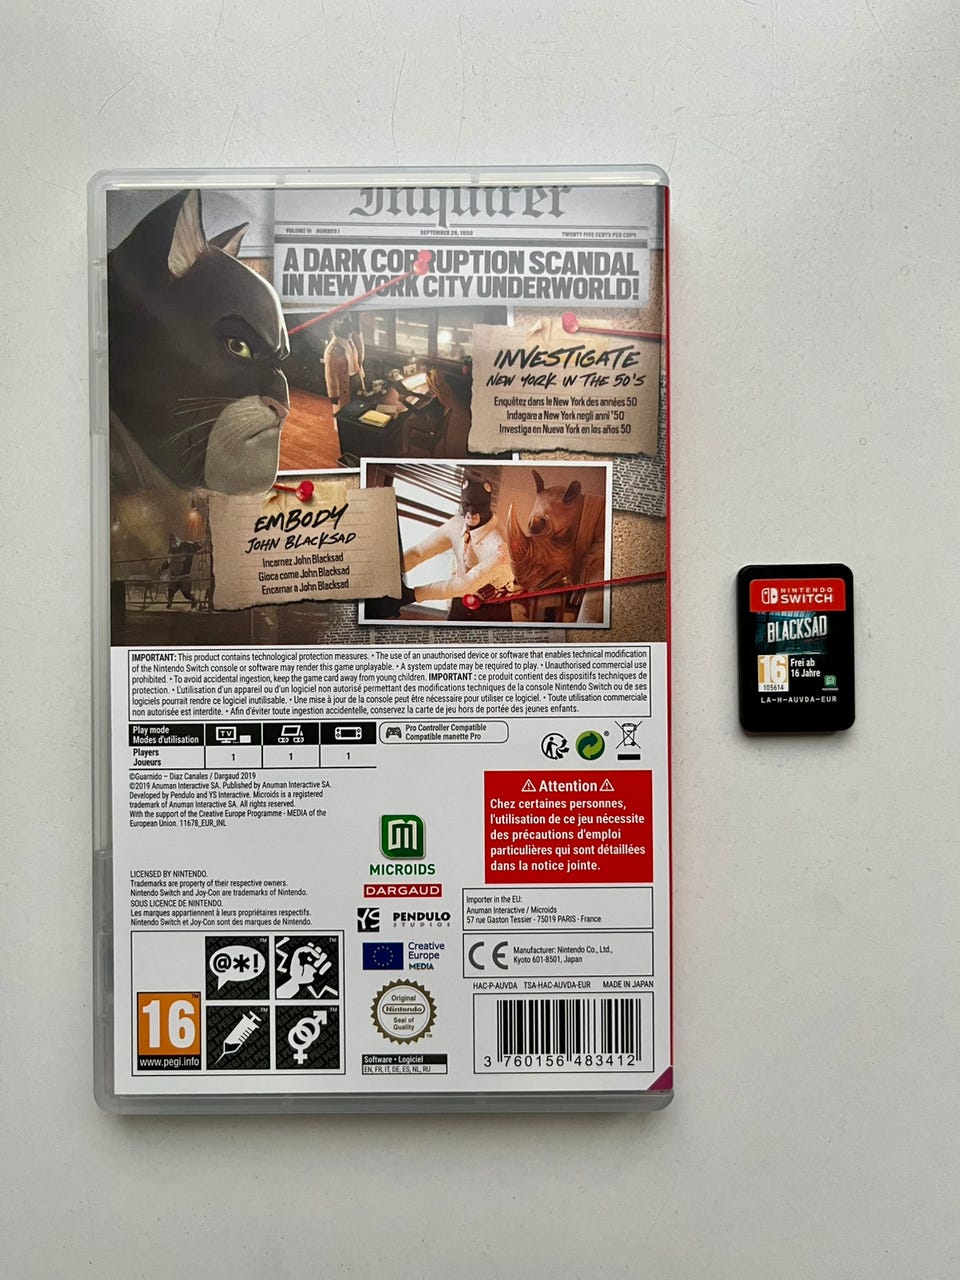 Inquirer
VOLUME VI NUMBER I
SEPTEMBER 28, 1950
TWENTY FIVE CENTS PER COPY
A DARK CORRUPTION SCANDAL
IN NEW YORK CITY UNDERWORLD!
INVESTIGATE
NEW YORK IN THE 50'S
Enquêtez dans le New York des années 50
Indagare a New York negli anni '50
Investiga en Nueva York en los años 50
EMBODY
JOHN BLACKSAD
Incarnez John Blacksad
Gioca come John Blacksad
Encarnar a John Blacksad
IMPORTANT: This product contains technological protection measures. • The use of an unauthorised device or software that enables technical modification
of the Nintendo Switch console or software may render this game unplayable. • A system update may be required to play. • Unauthorised commercial use
prohibited. • To avoid accidental ingestion, keep the game card away from young children. IMPORTANT : ce produit contient des dispositifs techniques de
protection. • L'utilisation d'un appareil ou d'un logiciel non autorisé permettant des modifications techniques de la console Nintendo Switch ou de ses
logiciels pourrait rendre ce logiciel inutilisable. • Une mise à jour de la console peut être nécessaire pour utiliser ce logiciel. • Toute utilisation commerciale
non autorisée est interdite. • Afin d'éviter toute ingestion accidentelle, conservez la carte de jeu hors de portée des jeunes enfants.
Play mode
Modes d'utilisation
TV
Pro Controller Compatible
Compatible manette Pro
Players
Joueurs
1 1 1
©Guarnido – Diaz Canales / Dargaud 2019
©2019 Anuman Interactive SA. Published by Anuman Interactive SA.
Developed by Pendulo and YS Interactive. Microids is a registered
trademark of Anuman Interactive SA. All rights reserved.
With the support of the Creative Europe Programme - MEDIA of the
European Union. 11678_EUR_INL
⚠ Attention ⚠
Chez certaines personnes,
l'utilisation de ce jeu nécessite
des précautions d'emploi
particulières qui sont détaillées
dans la notice jointe.
MICROIDS
DARGAUD
YS
PENDULO
STUDIOS
Creative
Europe
MEDIA
LICENSED BY NINTENDO.
Trademarks are property of their respective owners.
Nintendo Switch and Joy-Con are trademarks of Nintendo.
SOUS LICENCE DE NINTENDO.
Les marques appartiennent à leurs propriétaires respectifs.
Nintendo Switch et Joy-Con sont des marques de Nintendo.
Importer in the EU:
Anuman Interactive / Microids
57 rue Gaston Tessier - 75019 PARIS - France
CE
Manufacturer: Nintendo Co., Ltd.,
Kyoto 601-8501, Japan
HAC-P-AUVDA TSA-HAC-AUVDA-EUR MADE IN JAPAN
@*!
16
www.pegi.info
Original
Nintendo
Seal of
Quality
Software • Logiciel
EN, FR, IT, DE, ES, NL, RU
3 760156 483412
NINTENDO
SWITCH
BLACKSAD
16
105614
Frei ab
16 Jahre
MICROIDS
LA-H-AUVDA-EUR